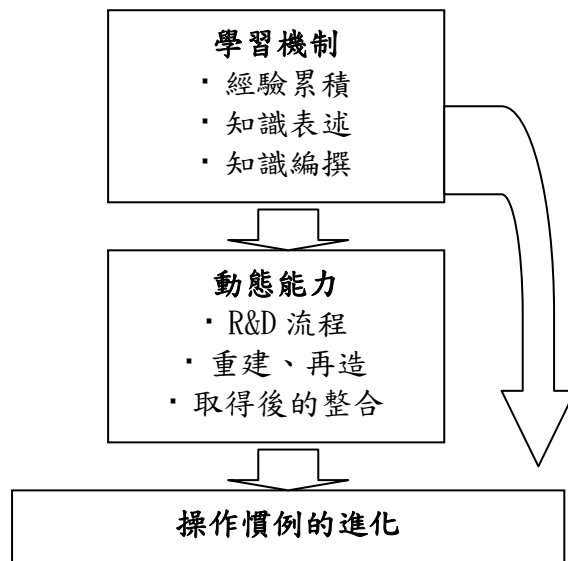 學習機制
· 經驗累積
· 知識表述
· 知識編撰
動態能力
· R&D 流程
· 重建、再造
· 取得後的整合
操作慣例的進化